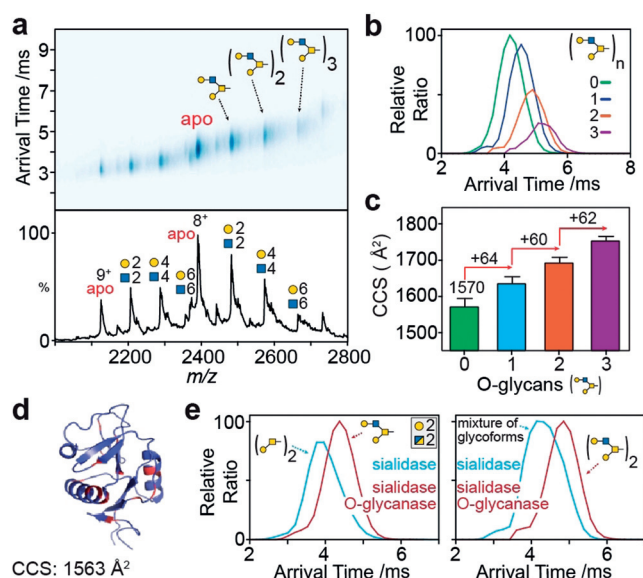 a
9
7
5
3
Arrival Time /ms
apo
( )2
( )3
100
%
9+
apo
2
2
4
4
6
6
8+
apo
2
2
4
4
6
6
2200
2400
2600
2800
m/z
b
Relative
Ratio
( )n
0
1
2
3
2
4
6
8
Arrival Time /ms
c
CCS ( Å²)
1800
1700
1600
1500
1570
+64
+60
+62
0
1
2
3
O-glycans ( )
d
CCS: 1563 Å²
e
Relative
Ratio
100
( )2
2
2
sialidase
sialidase
O-glycanase
2
4
6
Arrival Time /ms
100
mixture of
glycoforms
( )2
sialidase
sialidase
O-glycanase
2
4
6
Arrival Time /ms